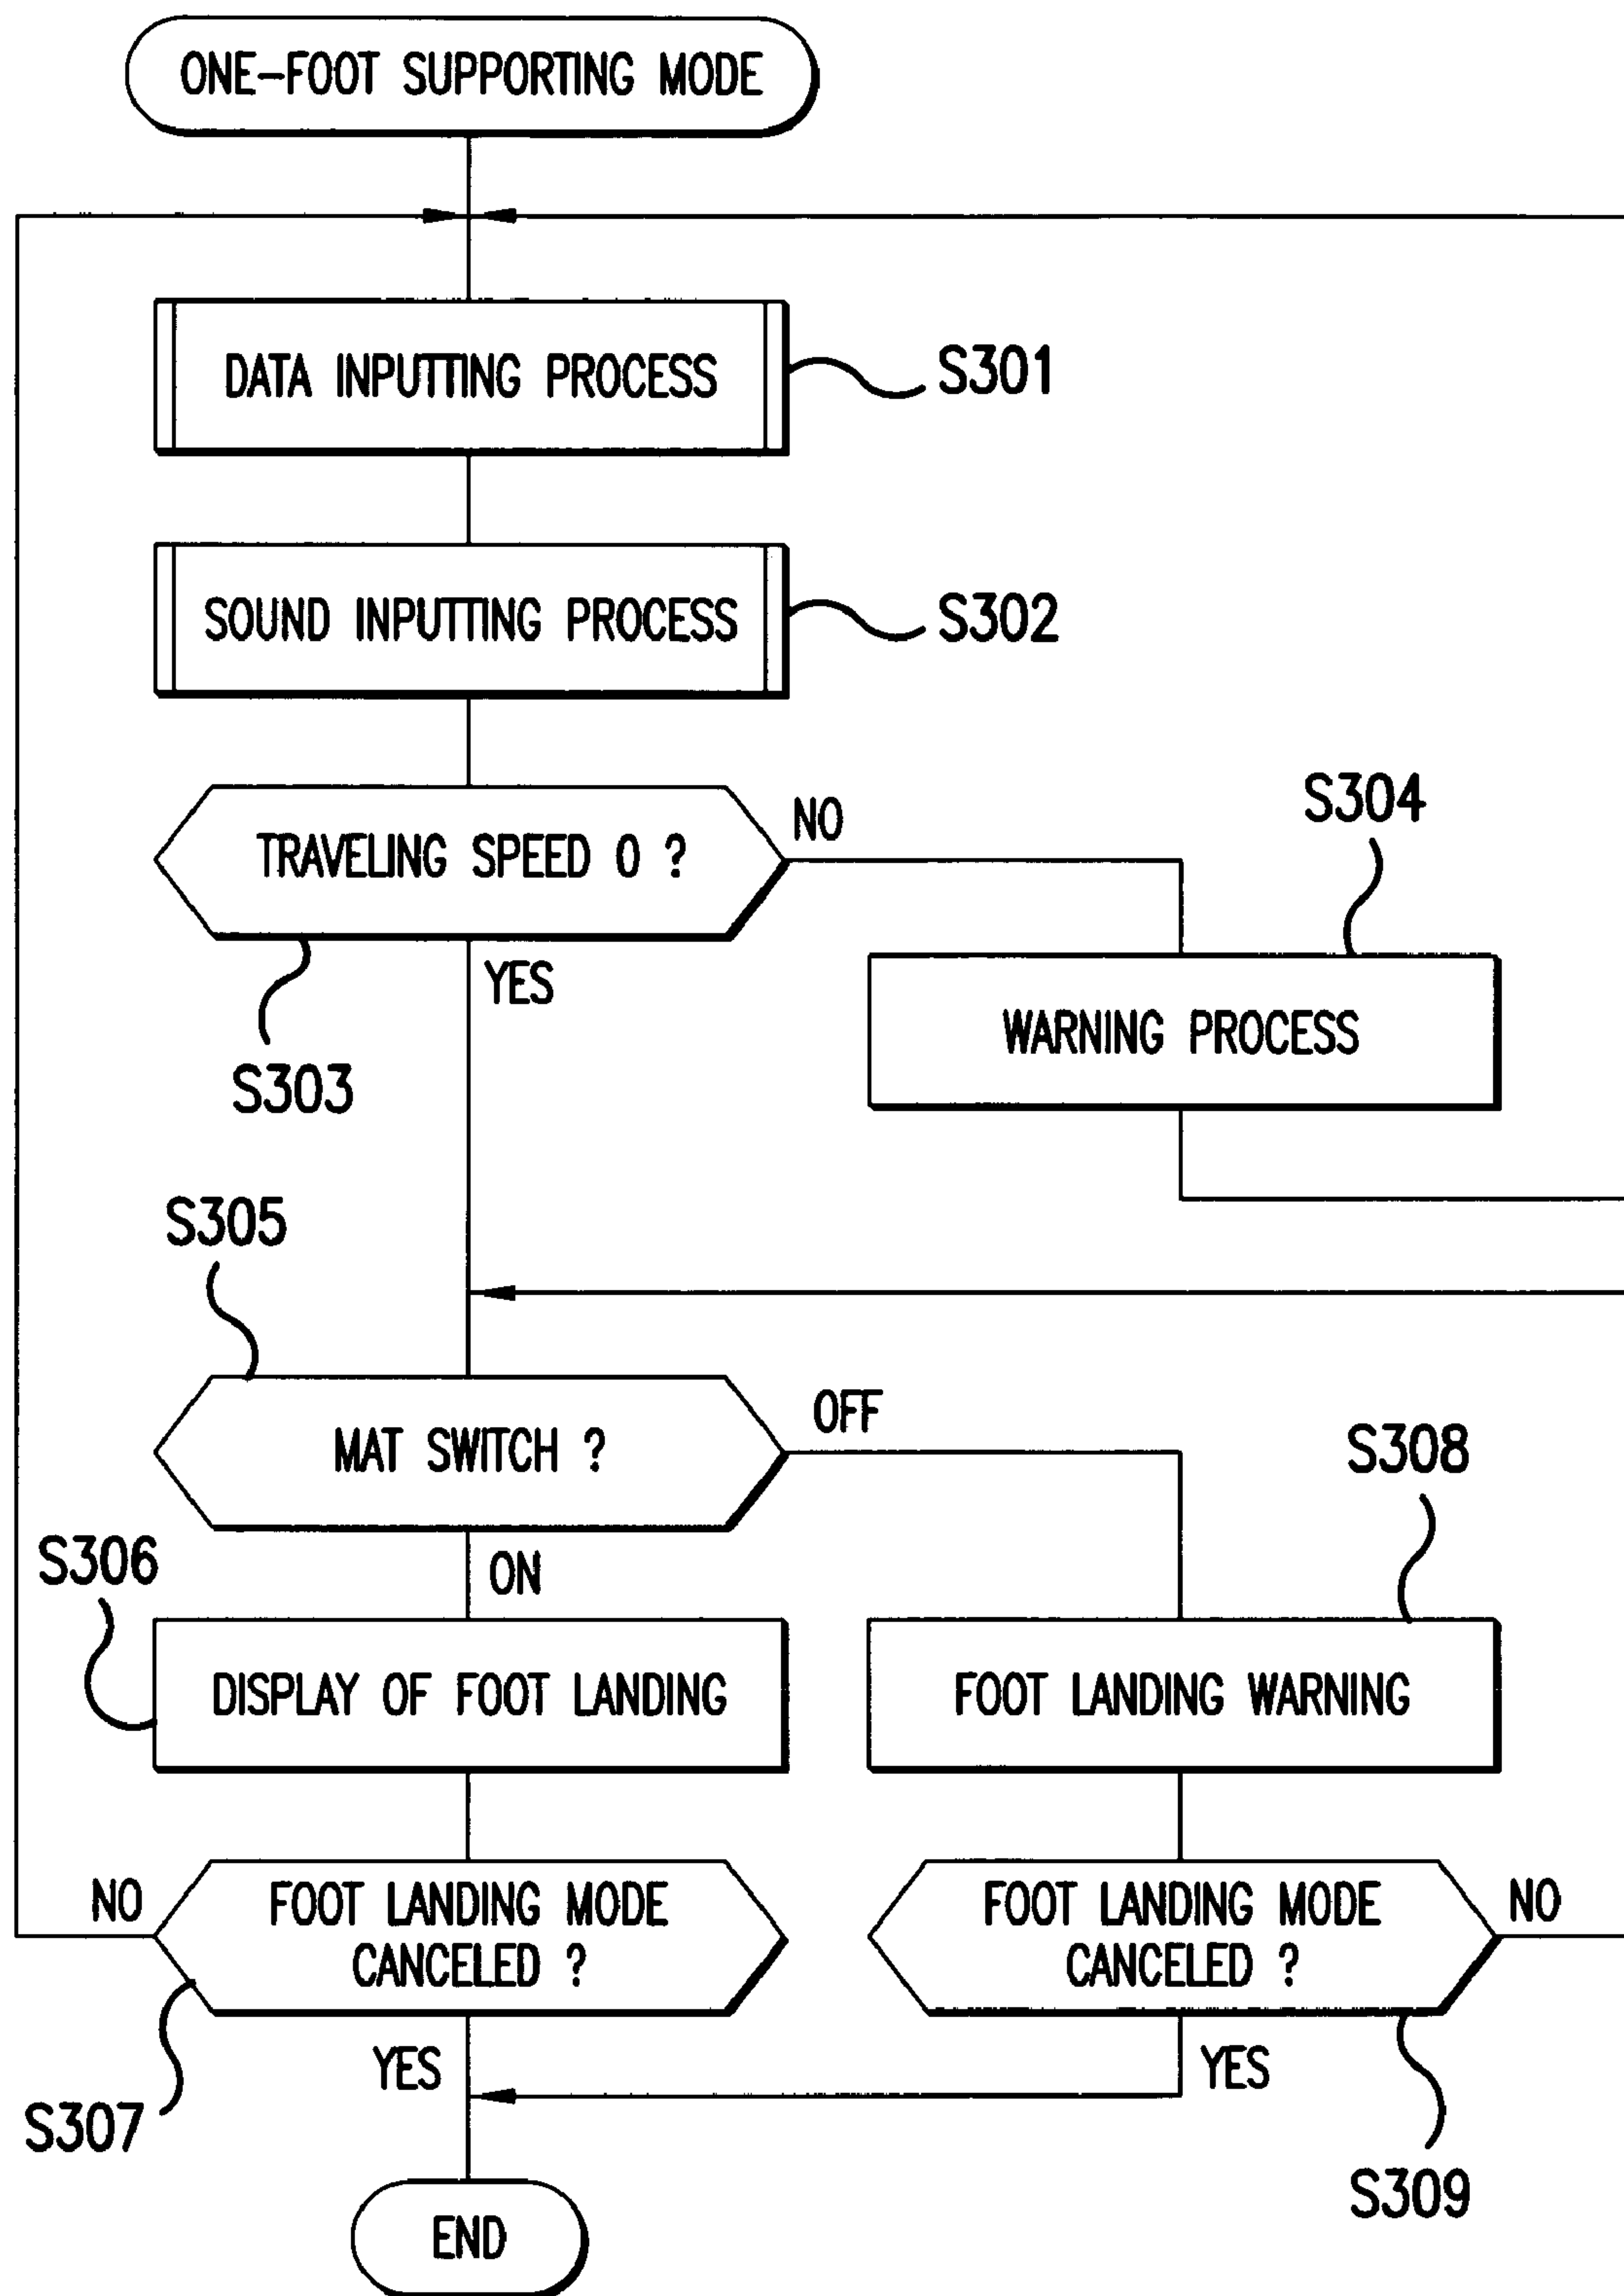 ONE-FOOT SUPPORTING MODE
DATA INPUTTING PROCESS
S301
SOUND INPUTTING PROCESS
S302
TRAVELING SPEED 0 ?
NO
S304
YES
S303
WARNING PROCESS
S305
MAT SWITCH ?
OFF
S308
S306
ON
DISPLAY OF FOOT LANDING
FOOT LANDING WARNING
NO
FOOT LANDING MODE
CANCELED ?
FOOT LANDING MODE
CANCELED ?
NO
YES
YES
S307
S309
END